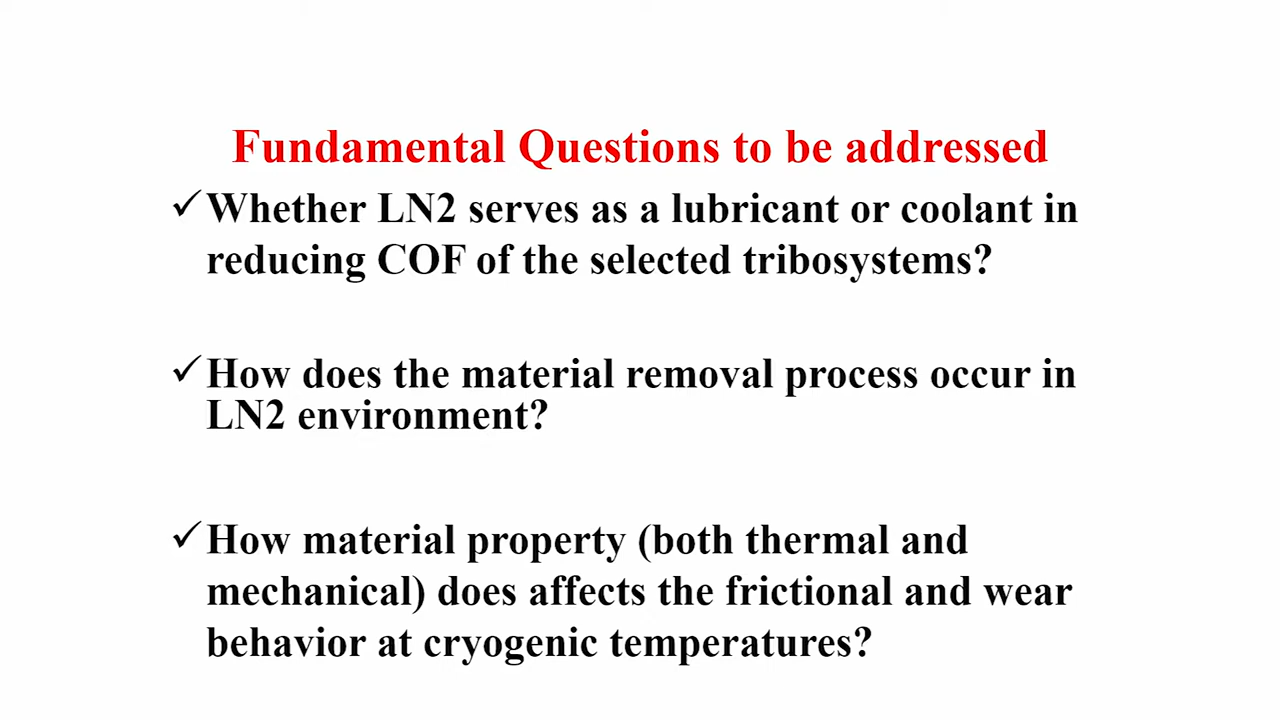 Fundamental Questions to be addressed
✓Whether LN2 serves as a lubricant or coolant in
reducing COF of the selected tribosystems?
✓How does the material removal process occur in
LN2 environment?
✓How material property (both thermal and
mechanical) does affects the frictional and wear
behavior at cryogenic temperatures?